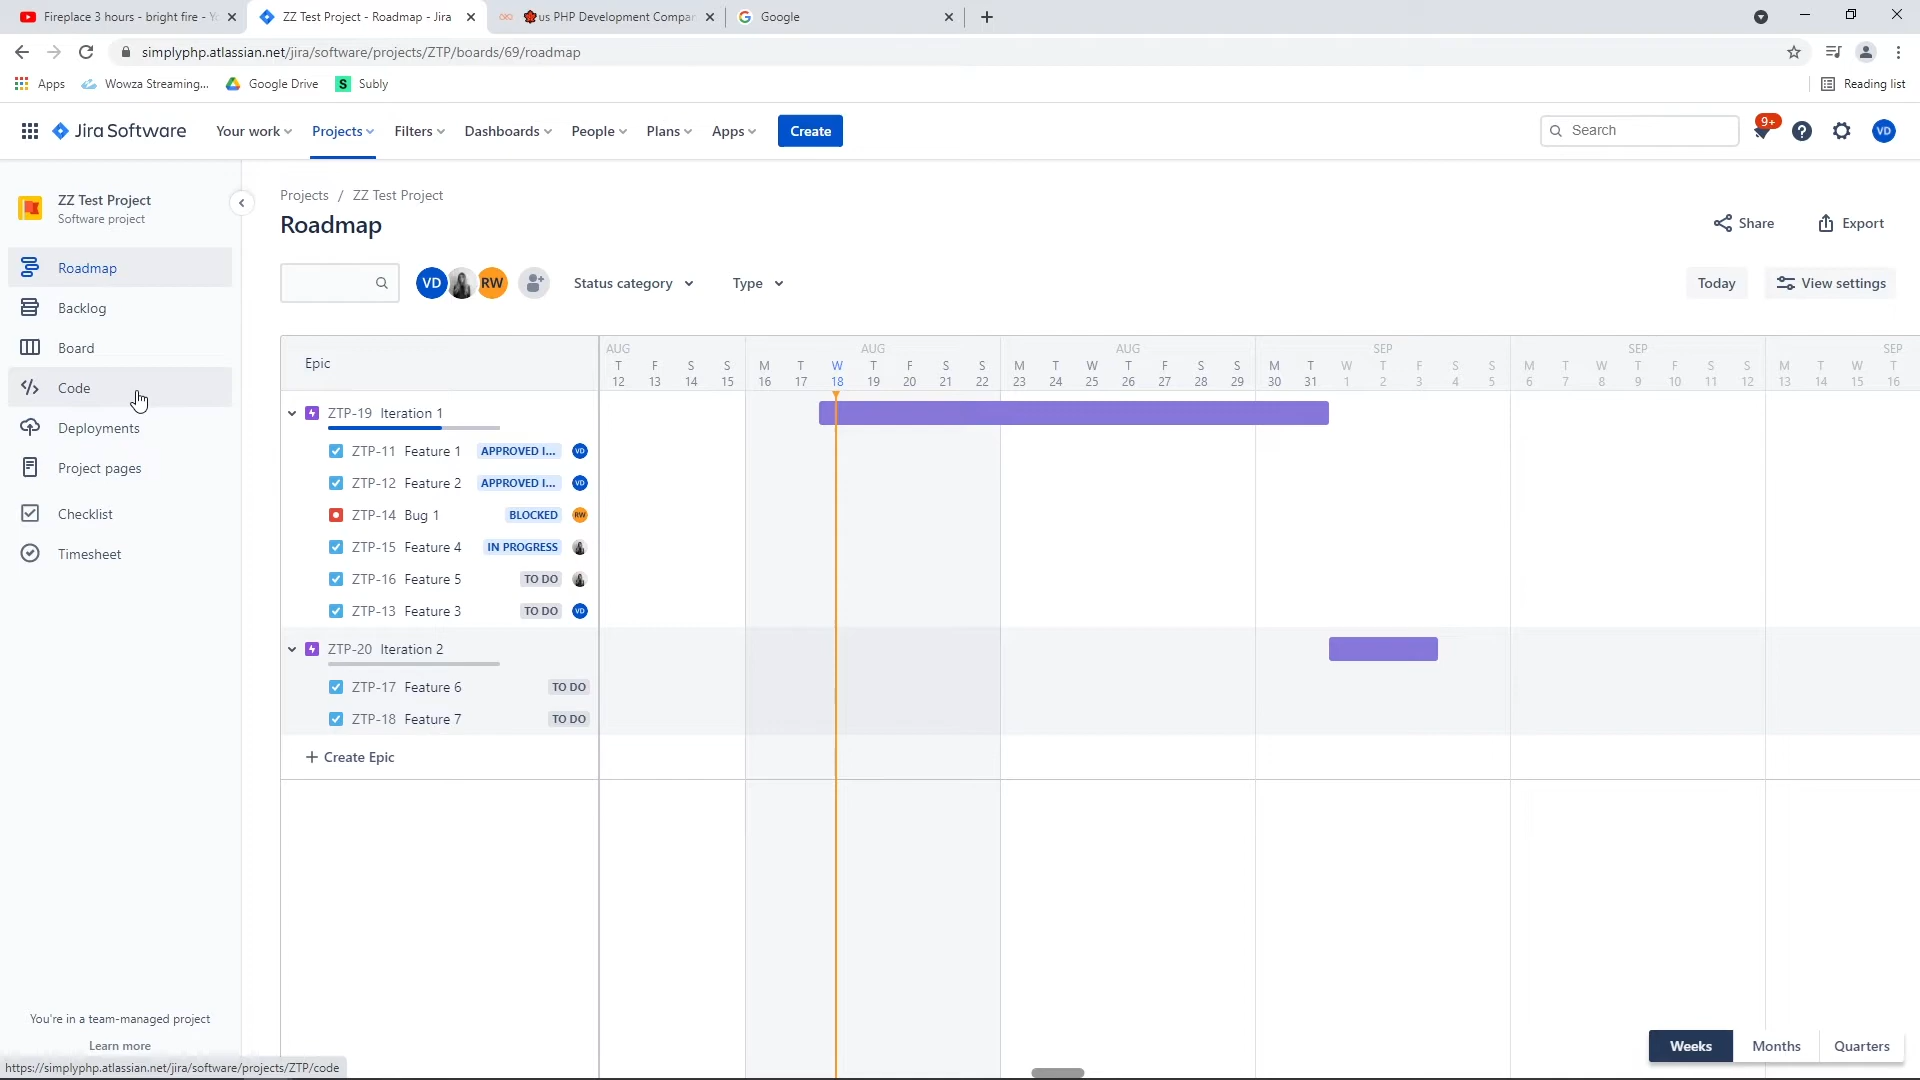 Fireplace 3 hours - bright fire - Y
ZZ Test Project - Roadmap - Jira
us PHP Development Compan
Google
simplyphp.atlassian.net/jira/software/projects/ZTP/boards/69/roadmap
Apps
Wowza Streaming...
Google Drive
S Subly
Reading list
Jira Software
Your work
Projects
Filters
Dashboards
People
Plans
Apps
Create
Search
9+
VD
ZZ Test Project
Software project
Projects / ZZ Test Project
Roadmap
Share
Export
Roadmap
Backlog
Board
Code
Deployments
Project pages
Checklist
Timesheet
VD
RW
Status category
Type
Today
View settings
Epic
AUG AUG AUG SEP SEP SEP
T F S S M T W T F S S M T W T F S S M T W T F S S M T W T F S S M T W T
12 13 14 15 16 17 18 19 20 21 22 23 24 25 26 27 28 29 30 31 1 2 3 4 5 6 7 8 9 10 11 12 13 14 15 16
ZTP-19 Iteration 1
ZTP-11 Feature 1 APPROVED I... VD
ZTP-12 Feature 2 APPROVED I... VD
ZTP-14 Bug 1 BLOCKED RW
ZTP-15 Feature 4 IN PROGRESS
ZTP-16 Feature 5 TO DO
ZTP-13 Feature 3 TO DO VD
ZTP-20 Iteration 2
ZTP-17 Feature 6 TO DO
ZTP-18 Feature 7 TO DO
+ Create Epic
You're in a team-managed project
Learn more
https://simplyphp.atlassian.net/jira/software/projects/ZTP/code
Weeks
Months
Quarters